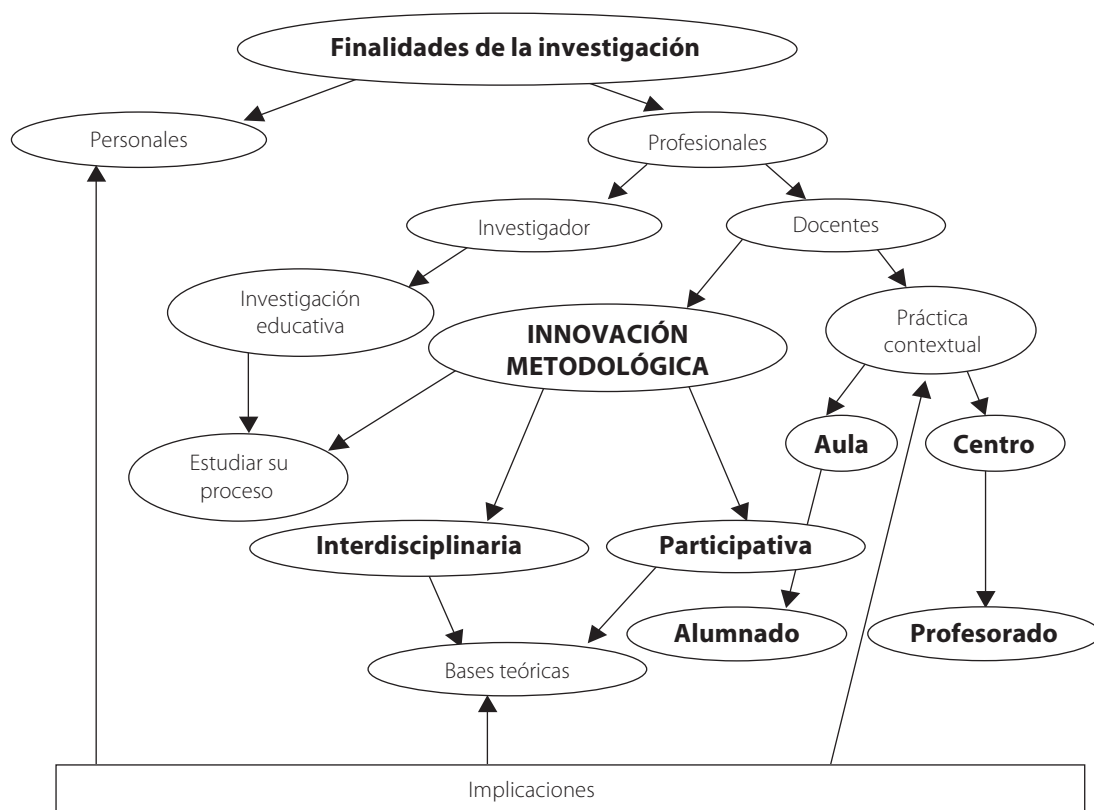 Finalidades de la investigación
Personales
Profesionales
Investigador
Docentes
Investigación
educativa
INNOVACIÓN
METODOLÓGICA
Práctica
contextual
Aula
Centro
Estudiar su
proceso
Interdisciplinaria
Participativa
Alumnado
Profesorado
Bases teóricas
Implicaciones